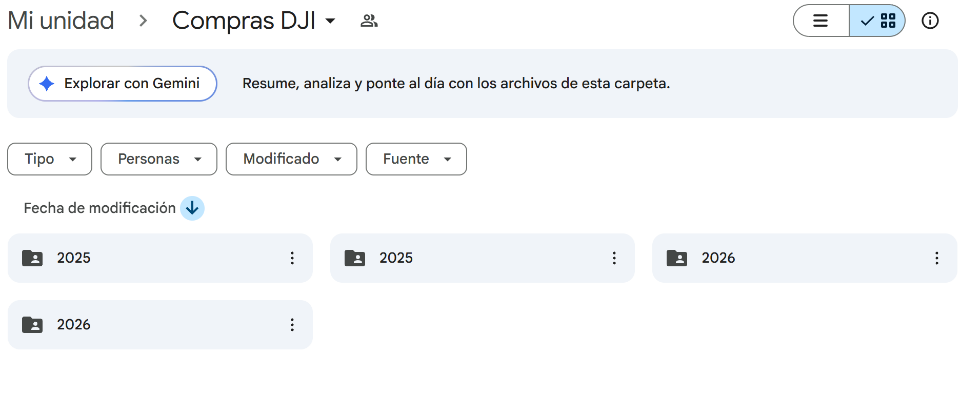 Mi unidad > Compras DJI
Explorar con Gemini Resume, analiza y ponte al día con los archivos de esta carpeta.
Tipo Personas Modificado Fuente
Fecha de modificación
2025 2025 2026
2026